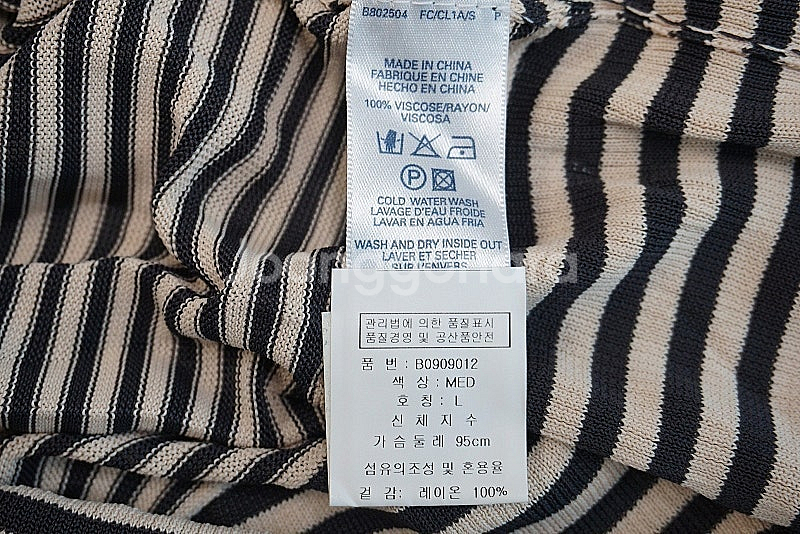 B802504 FC/CL1A/S P
MADE IN CHINA
FABRIQUE EN CHINE
HECHO EN CHINA
100% VISCOSE/RAYON/
VISCOSA
P
COLD WATER WASH
LAVAGE D'EAU FROIDE
LAVAR EN AGUA FRIA
WASH AND DRY INSIDE OUT
LAVER ET SECHER
SUR L'ENVERS
관리법에 의한 품질표시
품질경영 및 공산품안전
품 번 : B0909012
색 상 : MED
호 칭 : L
신 체 지 수
가 슴 둘 레 95cm
섬유의조성 및 혼용율
겉 감: 레이온 100%